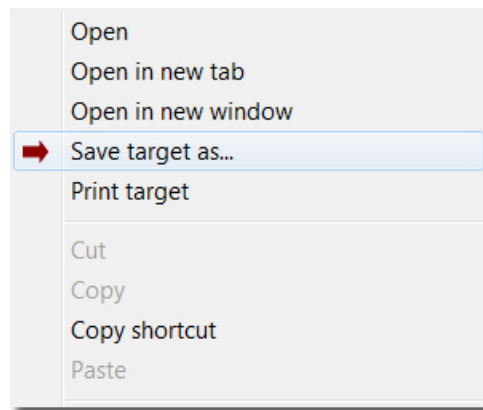 Open
Open in new tab
Open in new window
Save target as...
Print target
Cut
Copy
Copy shortcut
Paste